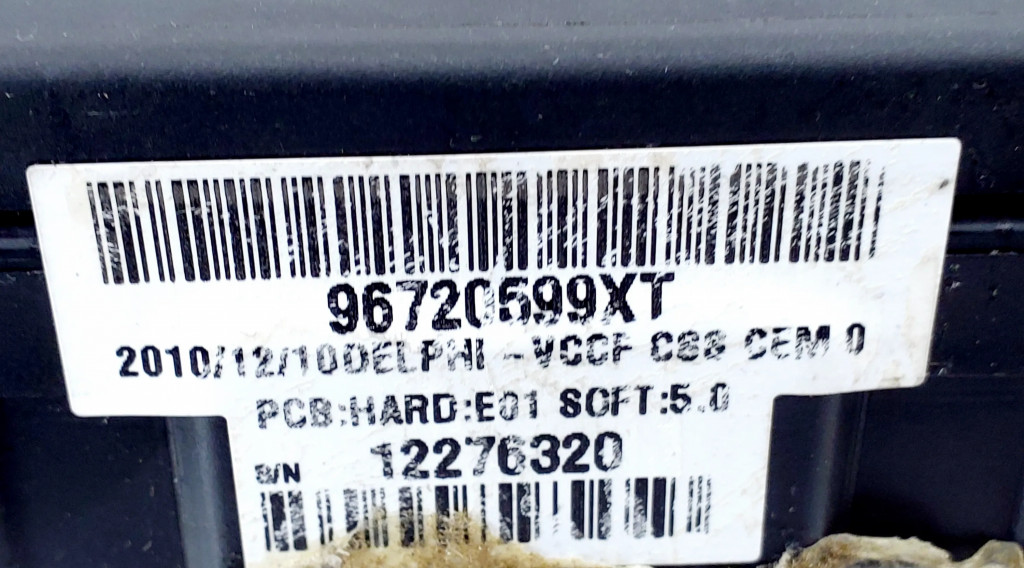 96720599XT
2010/12/10DELPHI -VCCF C88 CEM 0
PCB:HARD:E01 SOFT:5.0
S/N 12276320